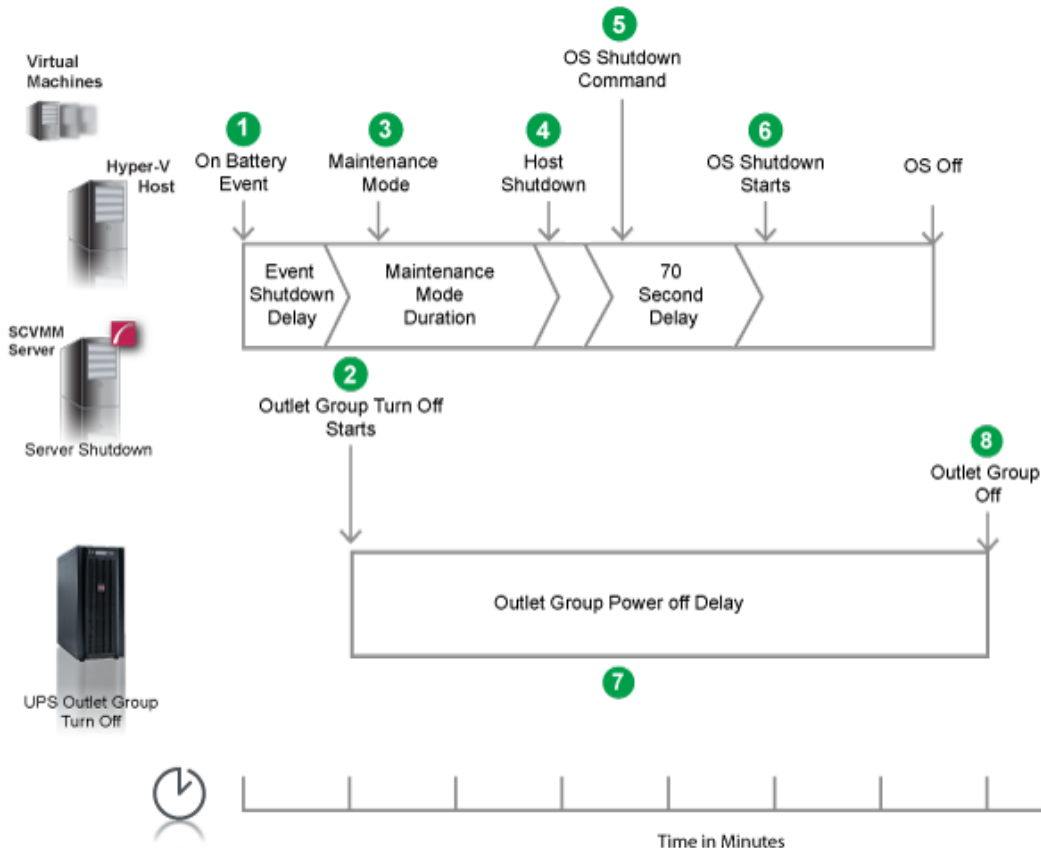 5
OS Shutdown
Command
Virtual
Machines
1
On Battery
Event
3
Maintenance
Mode
4
Host
Shutdown
6
OS Shutdown
Starts
OS Off
Hyper-V
Host
Event
Shutdown
Delay
Maintenance
Mode
Duration
70
Second
Delay
SCVMM
Server
Server Shutdown
2
Outlet Group Turn Off
Starts
8
Outlet Group
Off
Outlet Group Power off Delay
7
UPS Outlet Group
Turn Off
Time in Minutes